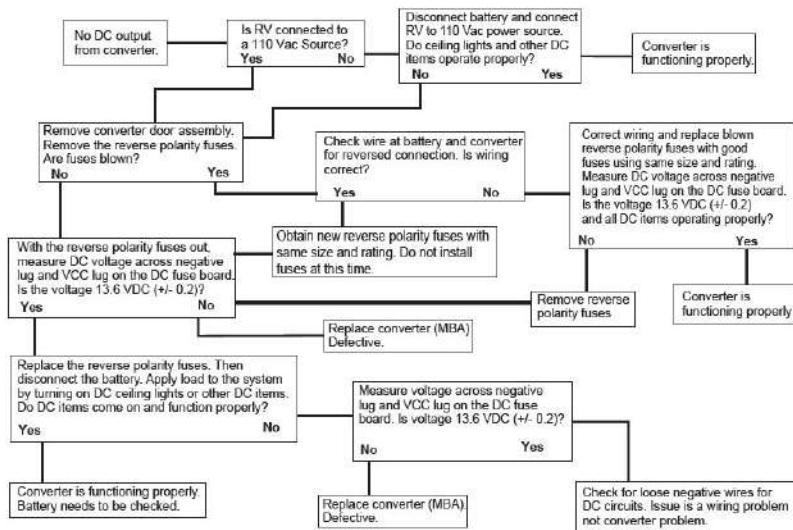 No DC output
from converter.
Is RV connected to
a 110 Vac Source?
Yes No
Disconnect battery and connect
RV to 110 Vac power source.
Do ceiling lights and other DC
items operate properly?
No Yes
Converter is
functioning properly.
Remove converter door assembly.
Remove the reverse polarity fuses.
Are fuses blown?
No Yes
Check wire at battery and converter
for reversed connection. Is wiring
correct?
Yes No
Correct wiring and replace blown
reverse polarity fuses with good
fuses using same size and rating.
Measure DC voltage across negative
lug and VCC lug on the DC fuse board.
Is the voltage 13.6 VDC (+/- 0.2)
and all DC items operating properly?
No Yes
With the reverse polarity fuses out,
measure DC voltage across negative
lug and VCC lug on the DC fuse board.
Is the voltage 13.6 VDC (+/- 0.2)?
Yes No
Obtain new reverse polarity fuses with
same size and rating. Do not install
fuses at this time.
Remove reverse
polarity fuses
Converter is
functioning properly
Replace converter (MBA)
Defective.
Replace the reverse polarity fuses. Then
disconnect the battery. Apply load to the system
by turning on DC ceiling lights or other DC items.
Do DC items come on and function properly?
Yes No
Measure voltage across negative
lug and VCC lug on the DC fuse
board. Is voltage 13.6 VDC (+/- 0.2)?
No Yes
Converter is functioning properly.
Battery needs to be checked.
Replace converter (MBA).
Defective.
Check for loose negative wires for
DC circuits. Issue is a wiring problem
not converter problem.